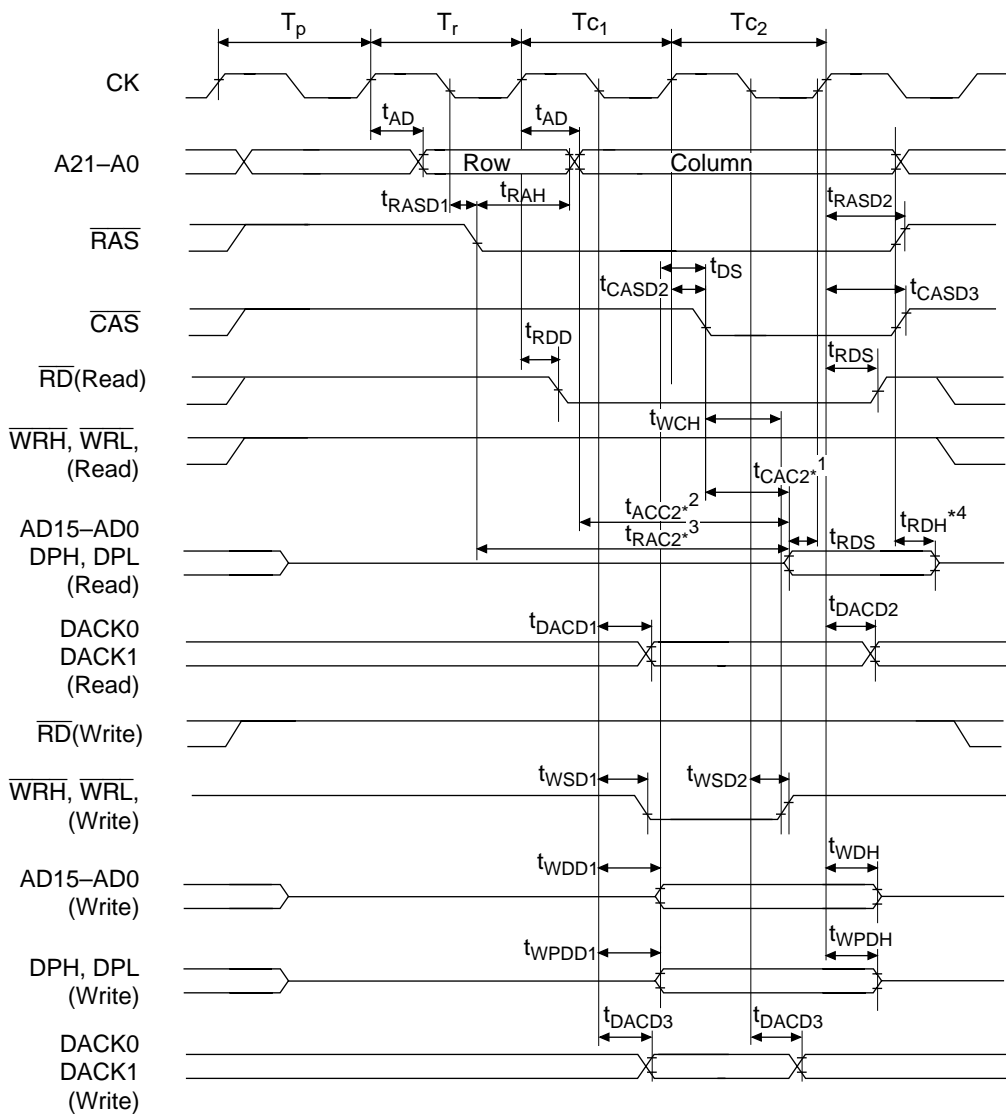 Tp Tr Tc1 Tc2
CK
tAD tAD
A21–A0 Row Column
tRASD1 tRAH tRASD2
RAS
tDS
tCASD2 tCASD3
CAS
tRDD tRDS
RD(Read)
tWCH
WRH, WRL,
(Read)
tCAC2*1
tACC2*2
tRAC2*3
tRDS tRDH*4
AD15–AD0
DPH, DPL
(Read)
tDACD1 tDACD2
DACK0
DACK1
(Read)
RD(Write)
tWSD1 tWSD2
WRH, WRL,
(Write)
tWDD1 tWDH
AD15–AD0
(Write)
tWPDD1 tWPDH
DPH, DPL
(Write)
tDACD3 tDACD3
DACK0
DACK1
(Write)